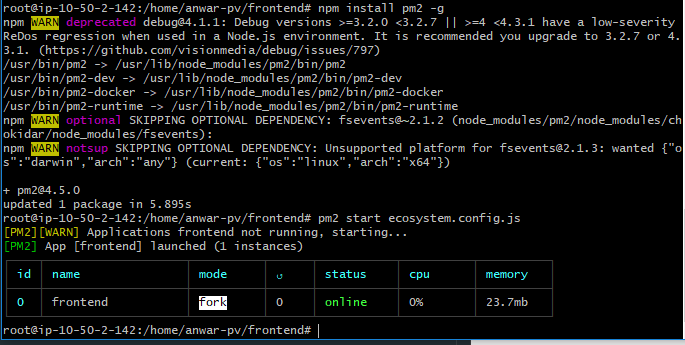 root@ip-10-50-2-142:/home/anwar-pv/frontend# npm install pm2 -g
npm WARN deprecated debug@4.1.1: Debug versions >=3.2.0 <3.2.7 || >=4 <4.3.1 have a low-severity
ReDos regression when used in a Node.js environment. It is recommended you upgrade to 3.2.7 or 4.
3.1. (https://github.com/visionmedia/debug/issues/797)
/usr/bin/pm2 -> /usr/lib/node_modules/pm2/bin/pm2
/usr/bin/pm2-dev -> /usr/lib/node_modules/pm2/bin/pm2-dev
/usr/bin/pm2-docker -> /usr/lib/node_modules/pm2/bin/pm2-docker
/usr/bin/pm2-runtime -> /usr/lib/node_modules/pm2/bin/pm2-runtime
npm WARN optional SKIPPING OPTIONAL DEPENDENCY: fsevents@~2.1.2 (node_modules/pm2/node_modules/ch
okidar/node_modules/fsevents):
npm WARN notsup SKIPPING OPTIONAL DEPENDENCY: Unsupported platform for fsevents@2.1.3: wanted {"o
s":"darwin","arch":"any"} (current: {"os":"linux","arch":"x64"})
+ pm2@4.5.0
updated 1 package in 5.895s
root@ip-10-50-2-142:/home/anwar-pv/frontend# pm2 start ecosystem.config.js
[PM2][WARN] Applications frontend not running, starting...
[PM2] App [frontend] launched (1 instances)
id name mode ↺ status cpu memory
0 frontend fork 0 online 0% 23.7mb
root@ip-10-50-2-142:/home/anwar-pv/frontend#